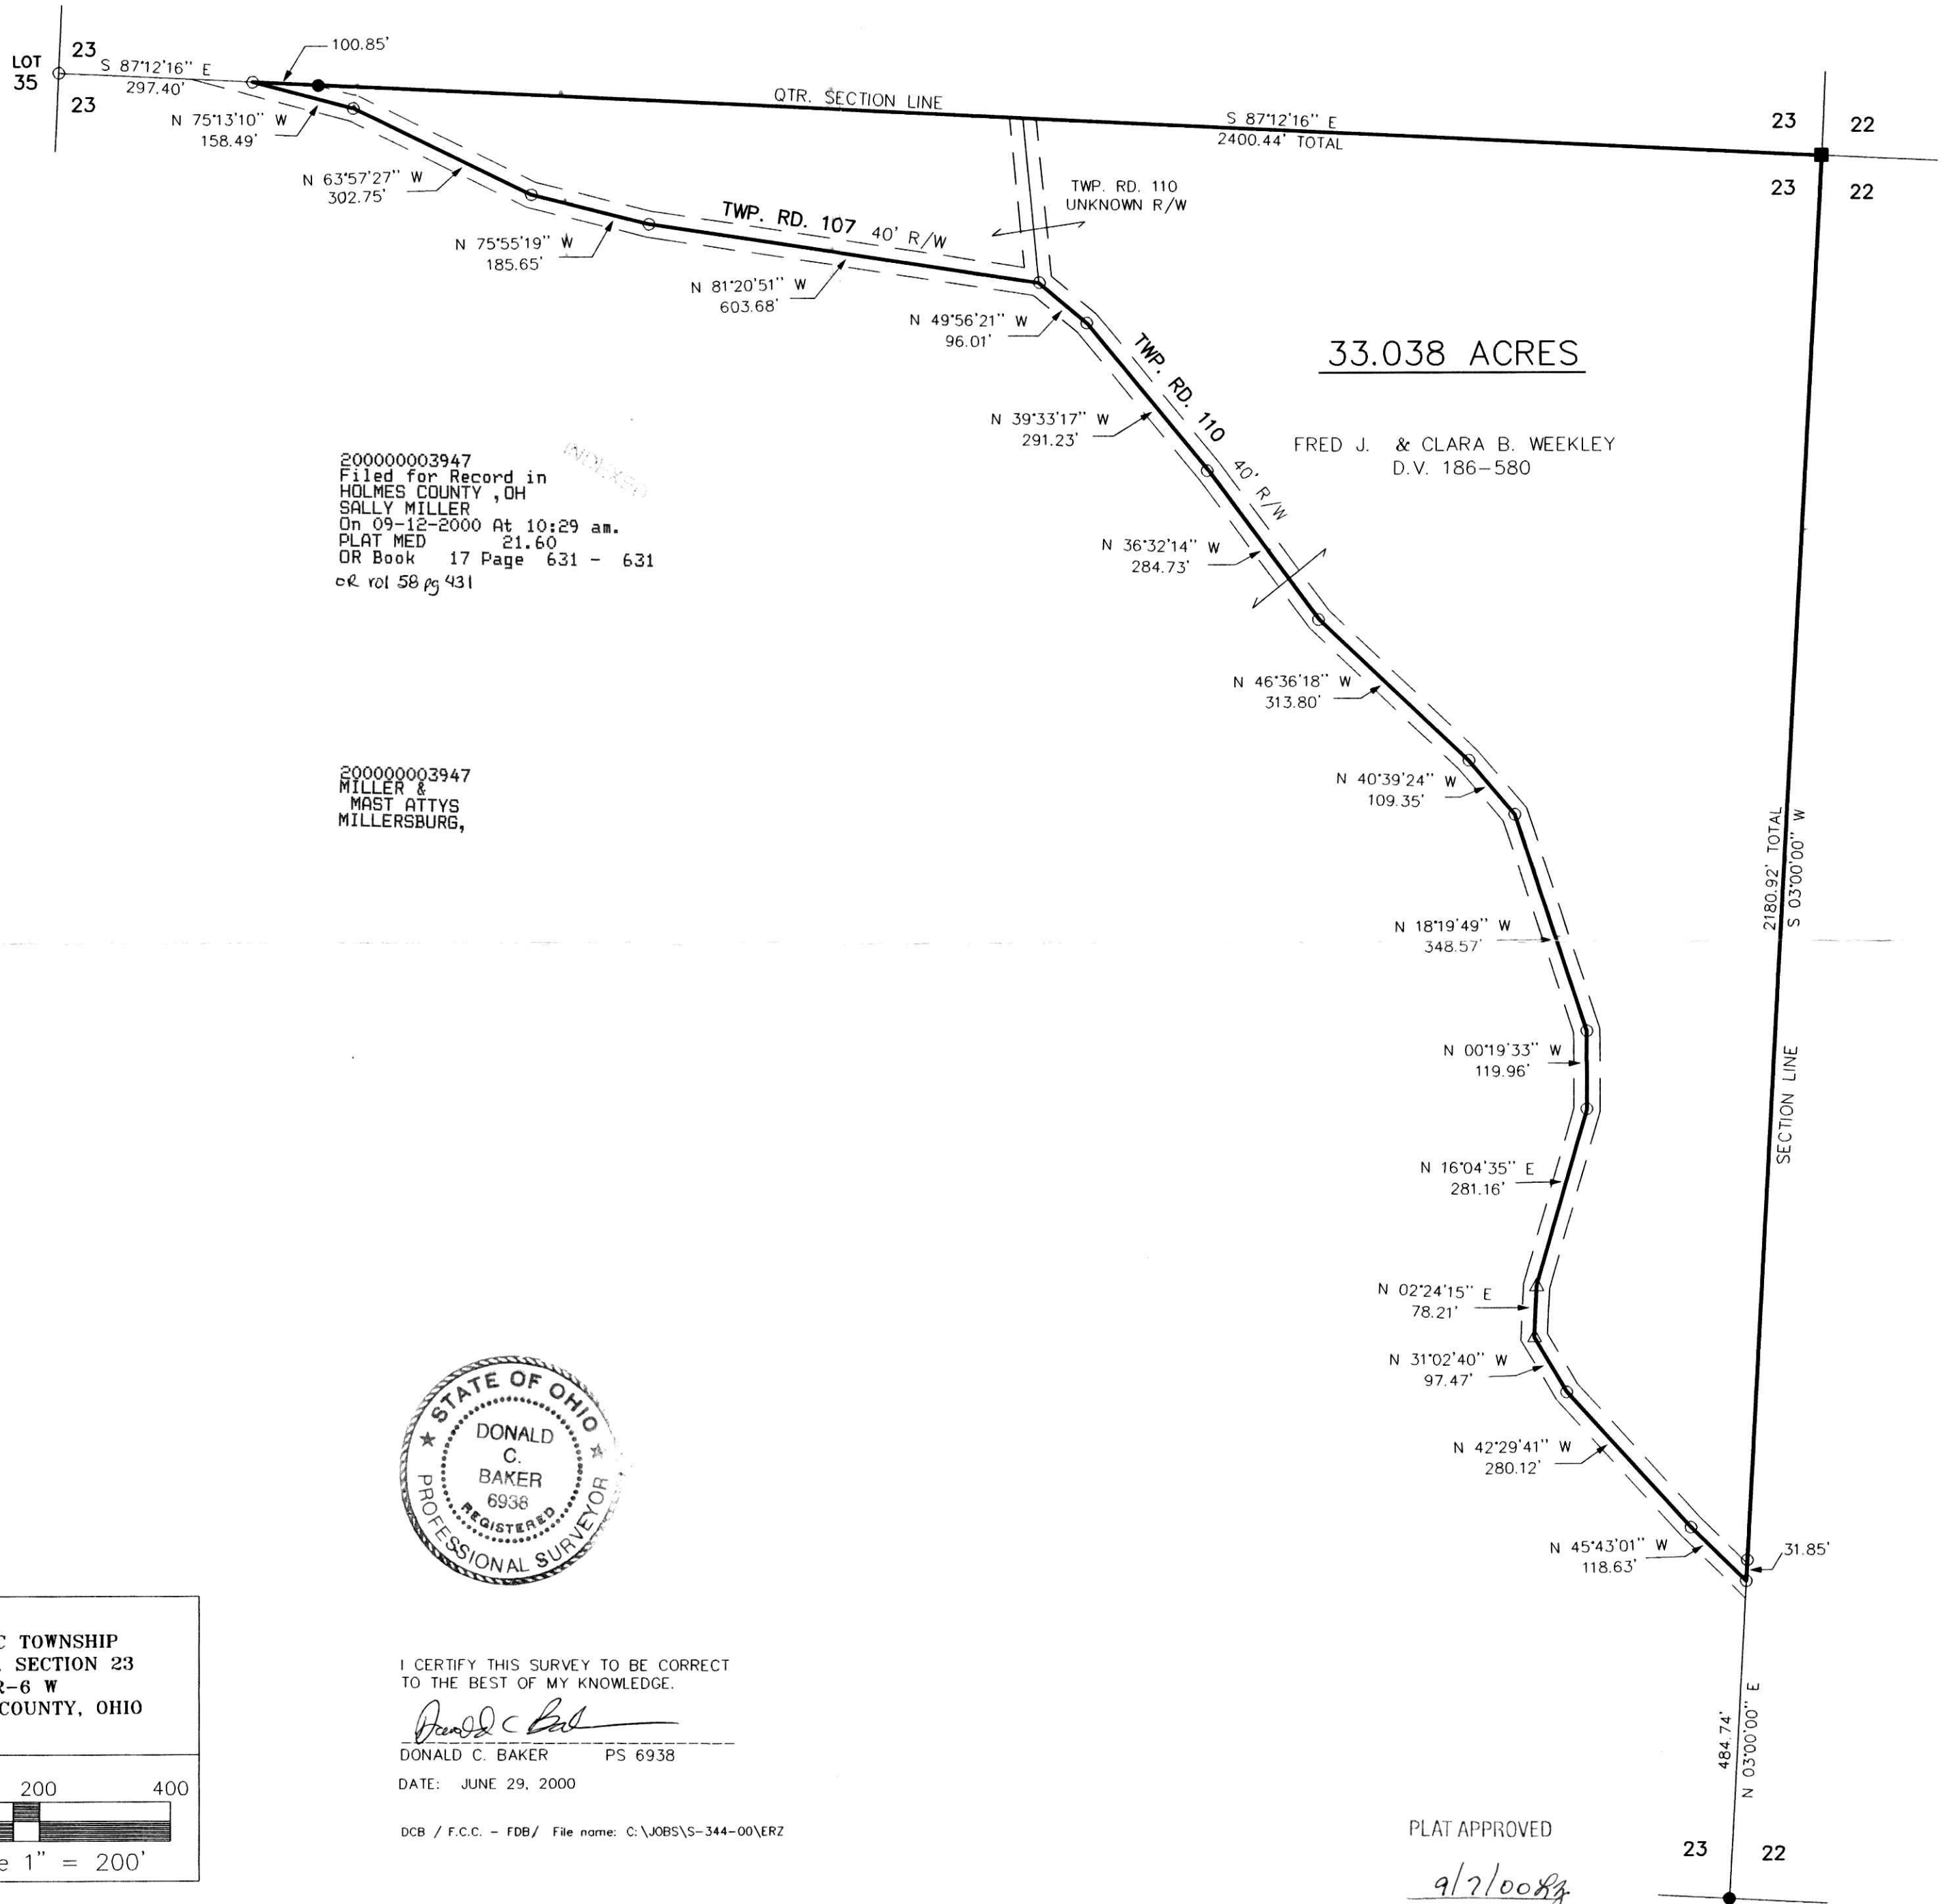 LOT
35
23
23
S 87°12'16" E
297.40'
100.85'
QTR. SECTION LINE
S 87°12'16" E
2400.44' TOTAL
23
22
23
22
N 75°13'10" W
158.49'
N 63°57'27" W
302.75'
N 75°55'19" W
185.65'
TWP. RD. 107 40' R/W
TWP. RD. 110
UNKNOWN R/W
N 81°20'51" W
603.68'
N 49°56'21" W
96.01'
33.038 ACRES
TWP. RD. 110 40' R/W
N 39°33'17" W
291.23'
FRED J. & CLARA B. WEEKLEY
D.V. 186-580
INDEXED
200000003947
Filed for Record in
HOLMES COUNTY ,OH
SALLY MILLER
On 09-12-2000 At 10:29 am.
PLAT MED 21.60
OR Book 17 Page 631 - 631
OR vol 58 pg 431
N 36°32'14" W
284.73'
N 46°36'18" W
313.80'
200000003947
MILLER &
MAST ATTYS
MILLERSBURG,
N 40°39'24" W
109.35'
2180.92' TOTAL
S 03°00'00" W
N 18°19'49" W
348.57'
SECTION LINE
N 00°19'33" W
119.96'
N 16°04'35" E
281.16'
N 02°24'15" E
78.21'
N 31°02'40" W
97.47'
N 42°29'41" W
280.12'
N 45°43'01" W
118.63'
31.85'
STATE OF OHIO
DONALD
C.
BAKER
6938
REGISTERED
PROFESSIONAL SURVEYOR
C TOWNSHIP
SECTION 23
R-6 W
COUNTY, OHIO
200 400
e 1" = 200'
I CERTIFY THIS SURVEY TO BE CORRECT
TO THE BEST OF MY KNOWLEDGE.
Donald C Bak
DONALD C. BAKER PS 6938
DATE: JUNE 29, 2000
DCB / F.C.C. - FDB/ File name: C:\JOBS\S-344-00\ERZ
484.74'
N 03°00'00" E
PLAT APPROVED
9/7/00
23
22